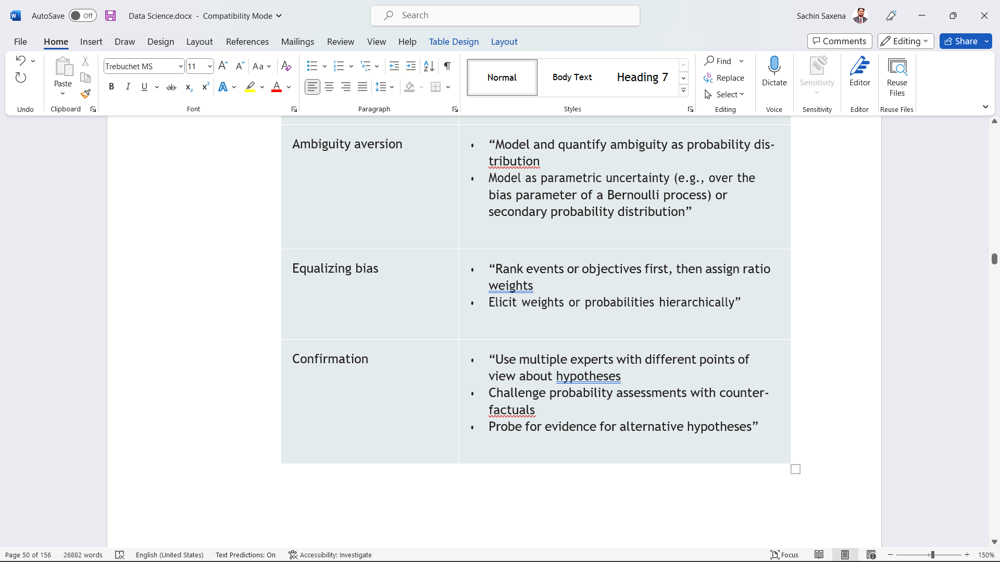 AutoSave Off Data Science.docx - Compatibility Mode Search Sachin Saxena
File Home Insert Draw Design Layout References Mailings Review View Help Table Design Layout Comments Editing Share
Trebuchet MS 11 Aa
Paste B I U ab x₂ x² A A
Normal Body Text Heading 7
Find Replace Select
Dictate Sensitivity Editor Reuse Files
Undo Clipboard Font Paragraph Styles Editing Voice Sensitivity Editor Reuse Files
Ambiguity aversion
• “Model and quantify ambiguity as probability dis-
tribution
• Model as parametric uncertainty (e.g., over the
bias parameter of a Bernoulli process) or
secondary probability distribution”
Equalizing bias
• “Rank events or objectives first, then assign ratio
weights
• Elicit weights or probabilities hierarchically”
Confirmation
• “Use multiple experts with different points of
view about hypotheses
• Challenge probability assessments with counter-
factuals
• Probe for evidence for alternative hypotheses”
Page 50 of 156 26882 words English (United States) Text Predictions: On Accessibility: Investigate Focus 150%